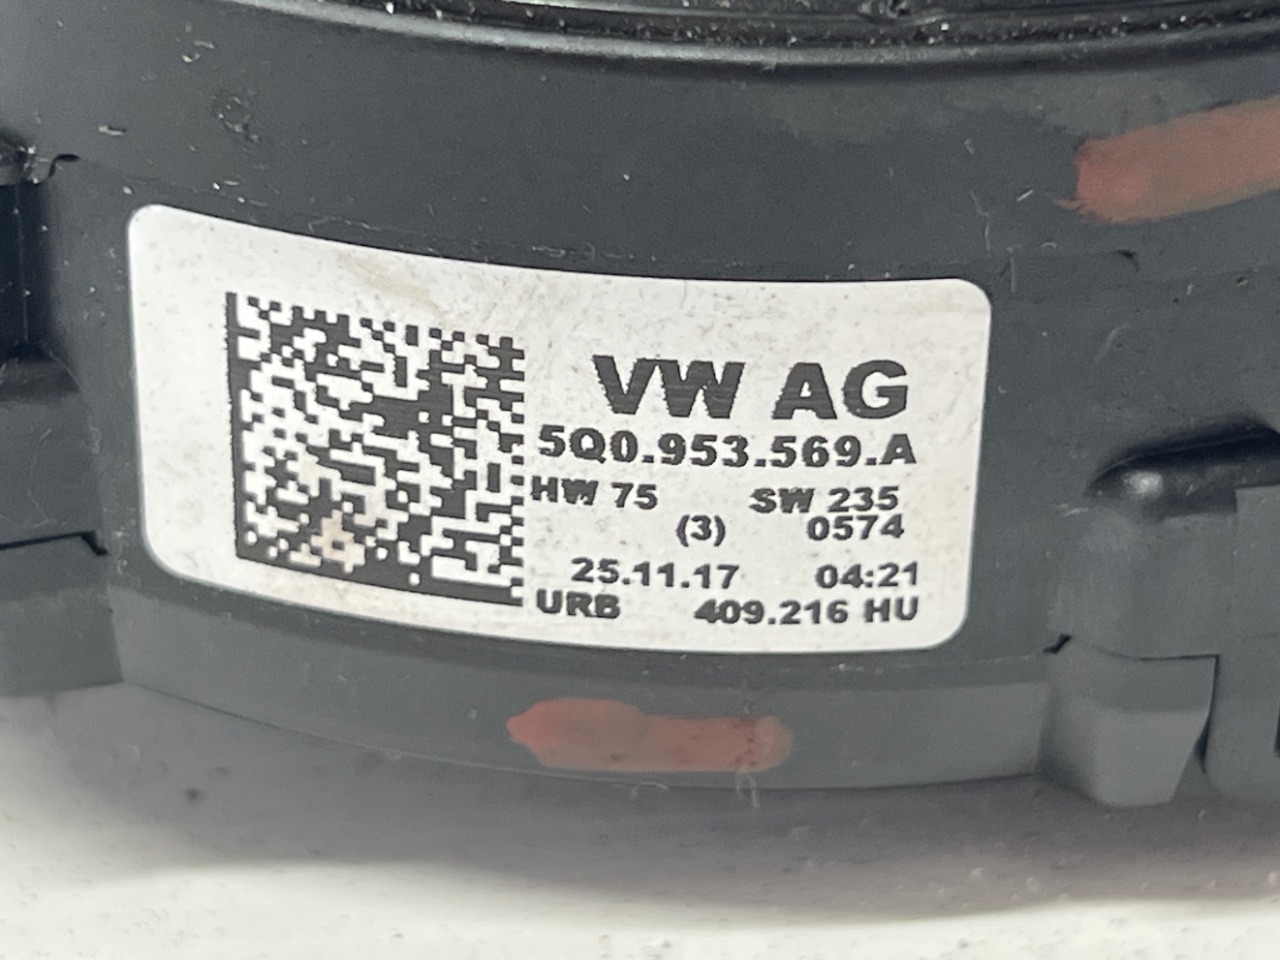 VW AG
5Q0.953.569.A
HW 75 SW 235
(3) 0574
25.11.17 04:21
URB 409.216 HU